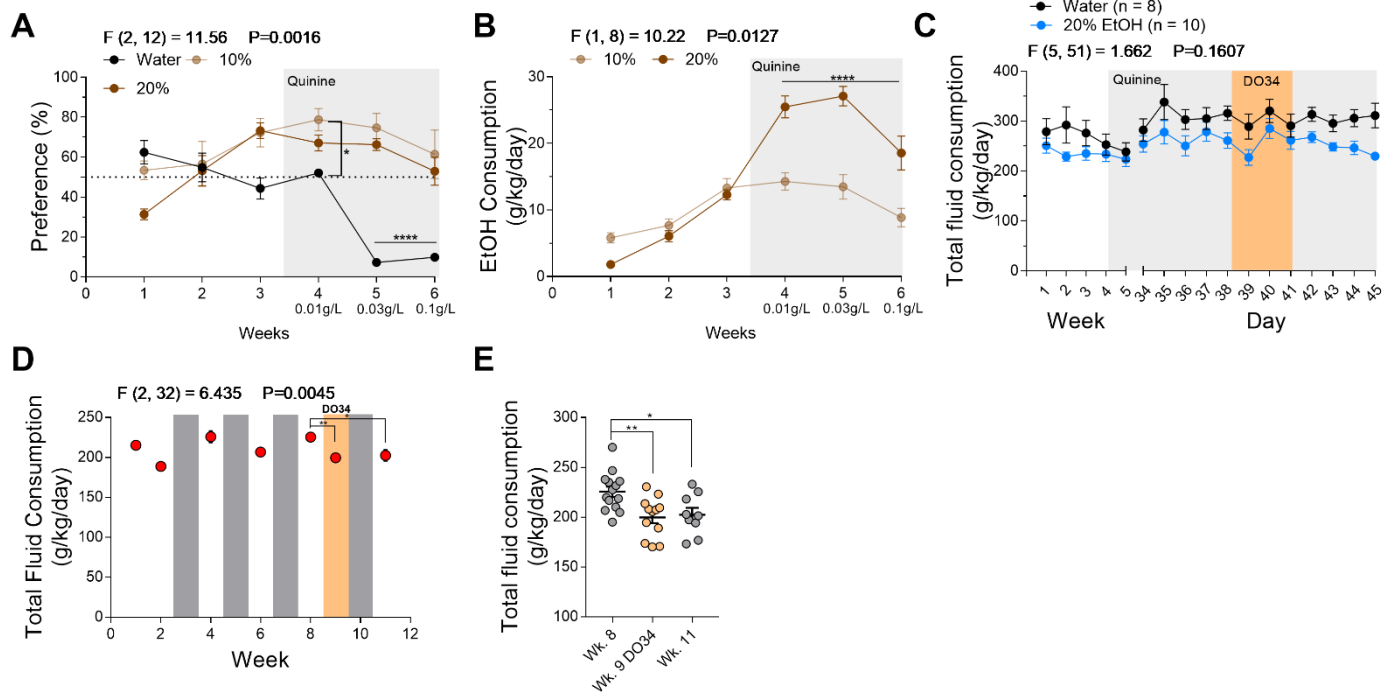 A
F (2, 12) = 11.56 P=0.0016
Water 10%
20%
Quinine
Preference (%)
100
80
60
40
20
0
*
****
0 1 2 3 4 5 6
0.01g/L 0.03g/L 0.1g/L
Weeks
B
F (1, 8) = 10.22 P=0.0127
10% 20%
Quinine
****
EtOH Consumption
(g/kg/day)
30
20
10
0
0 1 2 3 4 5 6
0.01g/L 0.03g/L 0.1g/L
Weeks
C
Water (n = 8)
20% EtOH (n = 10)
F (5, 51) = 1.662 P=0.1607
Quinine
DO34
Total fluid consumption
(g/kg/day)
400
300
200
100
0
1 2 3 4 5 34 35 36 37 38 39 40 41 42 43 44 45
Week Day
D
F (2, 32) = 6.435 P=0.0045
DO34
*
**
Total Fluid Consumption
(g/kg/day)
250
200
150
100
50
0
0 2 4 6 8 10 12
Week
E
Total fluid consumption
(g/kg/day)
300
250
200
150
100
*
**
Wk. 8
Wk. 9 DO34
Wk. 11